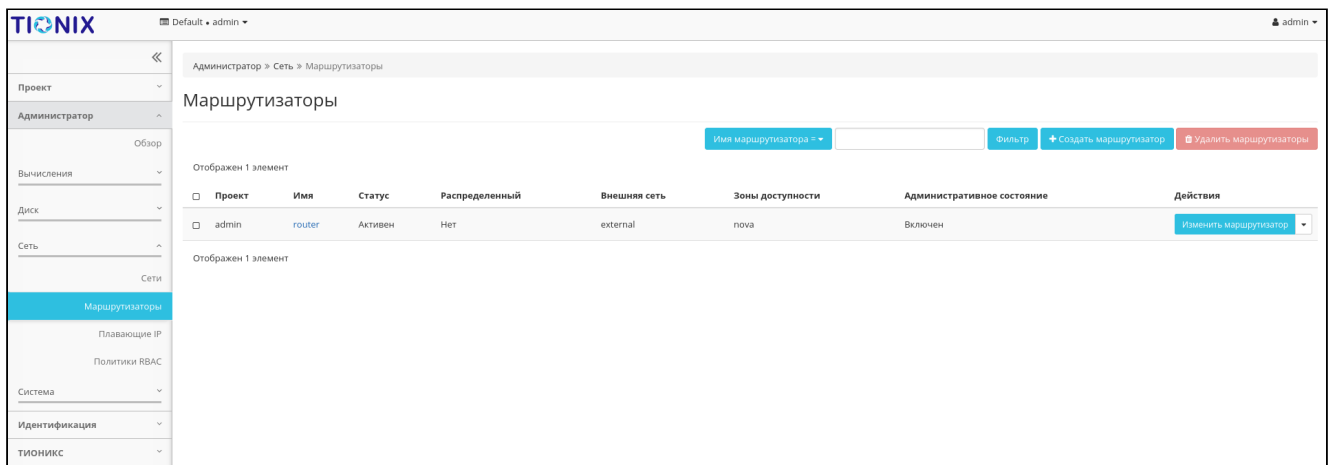 TIONIX
Default • admin
admin
Администратор » Сеть » Маршрутизаторы
Проект
Администратор
Обзор
Вычисления
Диск
Сеть
Сети
Маршрутизаторы
Плавающие IP
Политики RBAC
Система
Идентификация
ТИОНИКС
Маршрутизаторы
Имя маршрутизатора =
Фильтр
Создать маршрутизатор
Удалить маршрутизаторы
Отображен 1 элемент
Проект Имя Статус Распределенный Внешняя сеть Зоны доступности Административное состояние Действия
admin router Активен Нет external nova Включен Изменить маршрутизатор
Отображен 1 элемент